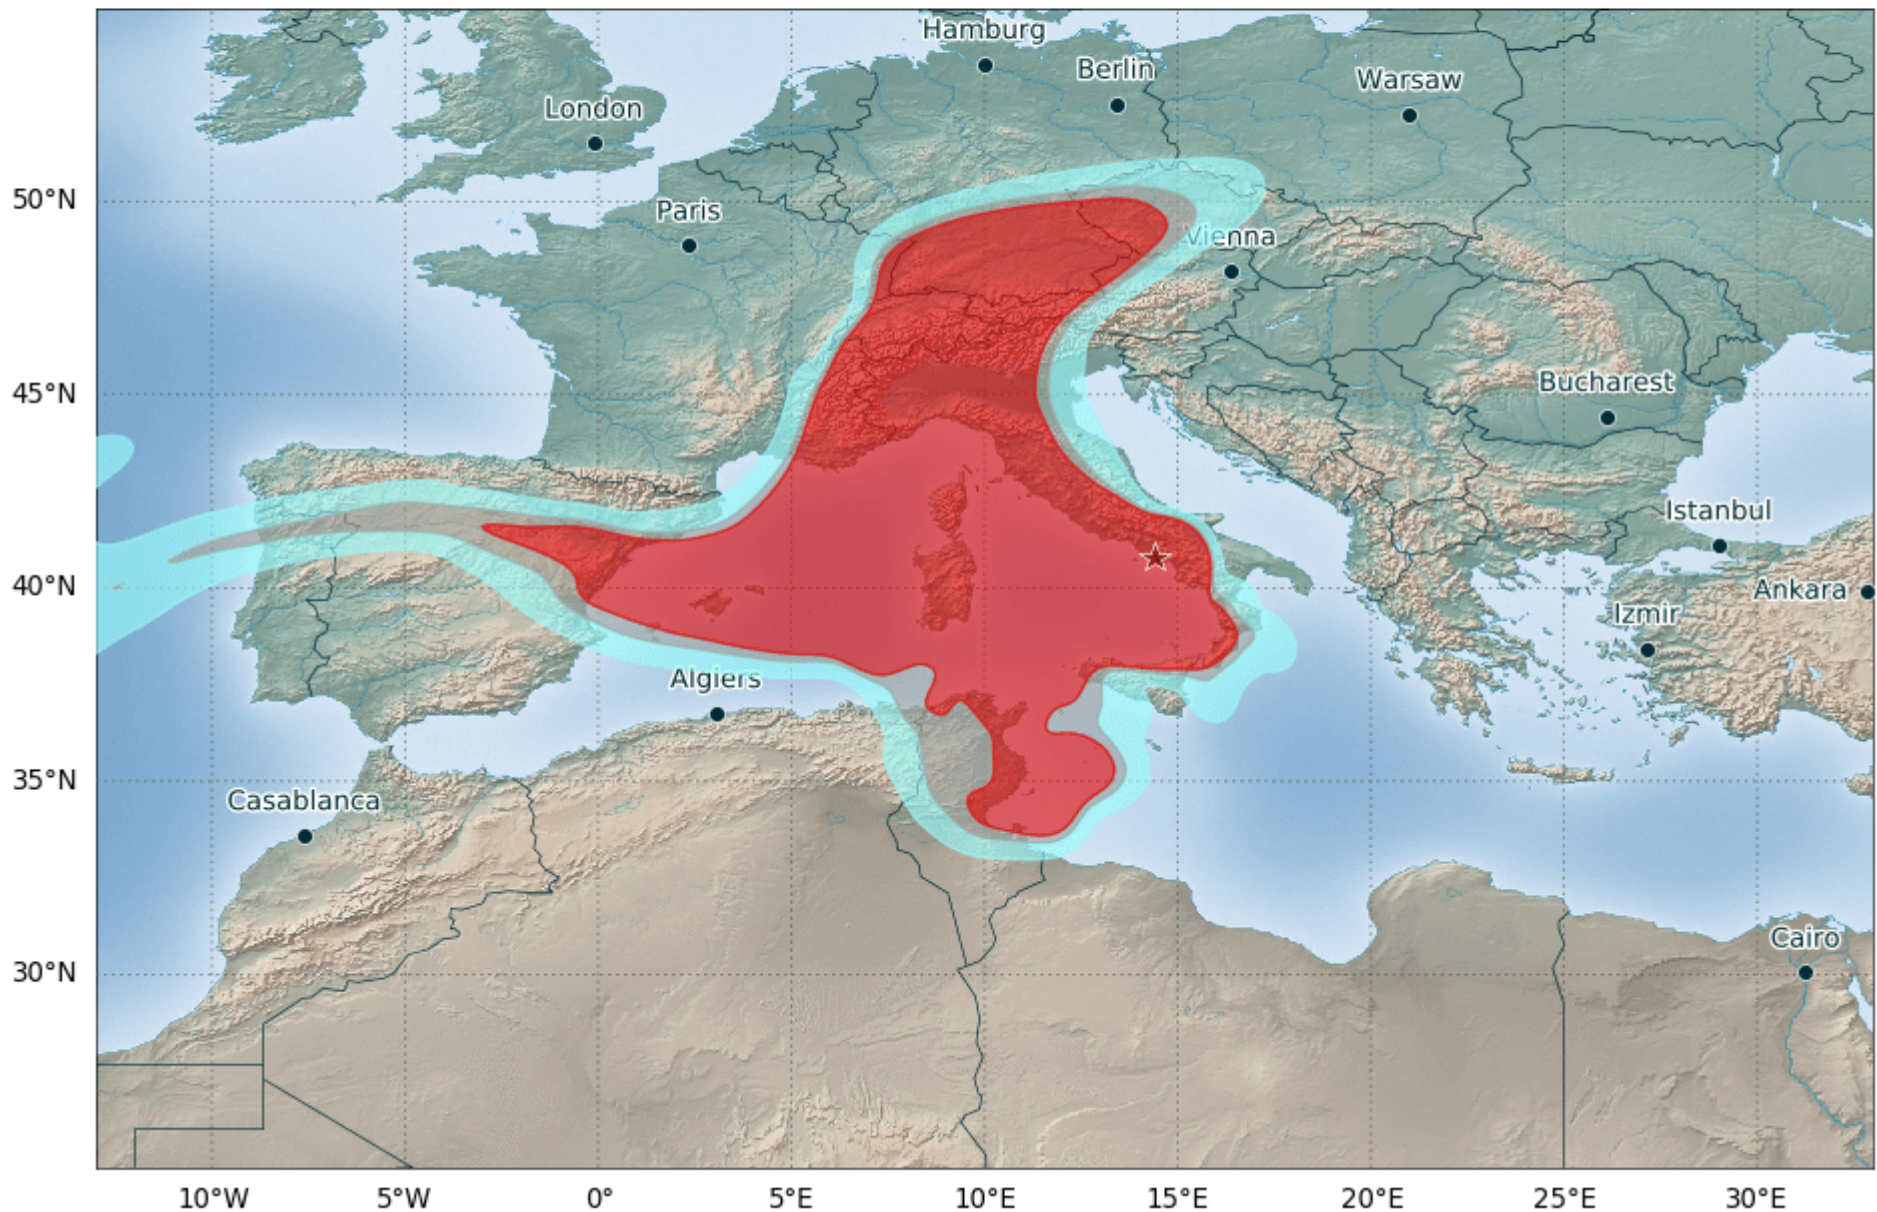 Hamburg
Berlin
Warsaw
London
50°N
Paris
Vienna
45°N
Bucharest
Istanbul
40°N
Ankara
Izmir
Algiers
35°N
Casablanca
Cairo
30°N
10°W 5°W 0° 5°E 10°E 15°E 20°E 25°E 30°E